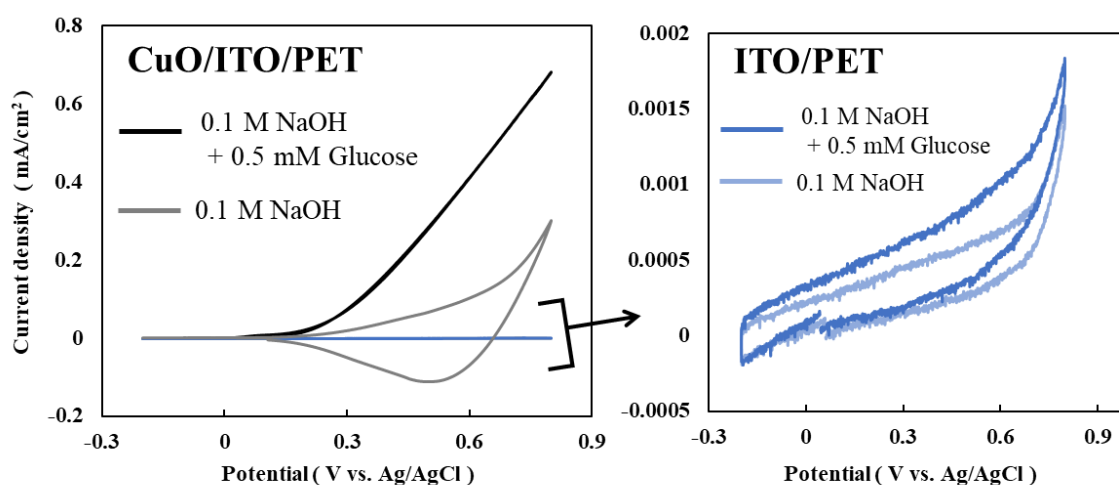 CuO/ITO/PET
0.1 M NaOH
+ 0.5 mM Glucose
0.1 M NaOH
0.8
0.6
0.4
0.2
0
-0.2
-0.3
0
0.3
0.6
0.9
Current density ( mA/cm²)
Potential ( V vs. Ag/AgCl )
ITO/PET
0.1 M NaOH
+ 0.5 mM Glucose
0.1 M NaOH
0.002
0.0015
0.001
0.0005
0
-0.0005
-0.3
0
0.3
0.6
0.9
Potential ( V vs. Ag/AgCl )